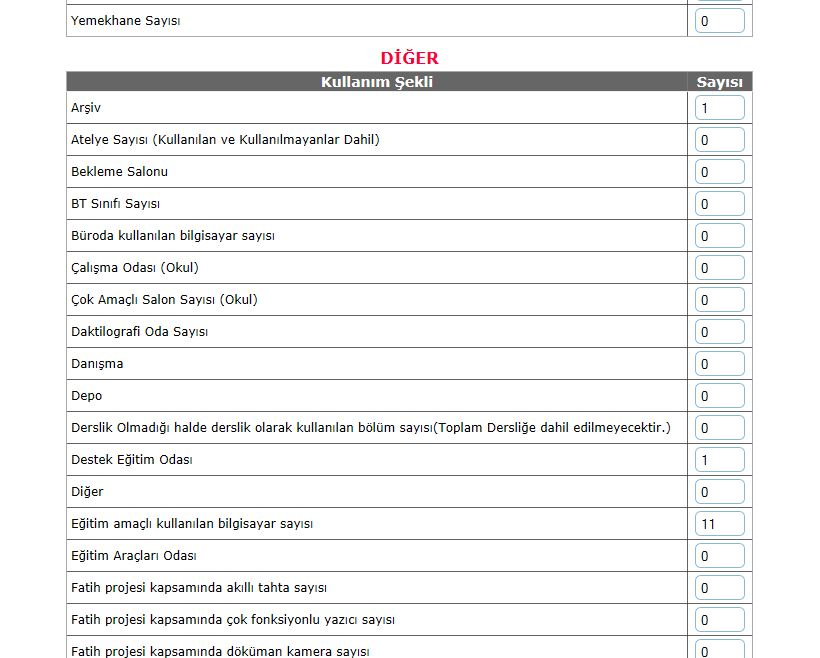 Yemekhane Sayısı 0
DİĞER
Kullanım Şekli Sayısı
Arşiv 1
Atelye Sayısı (Kullanılan ve Kullanılmayanlar Dahil) 0
Bekleme Salonu 0
BT Sınıfı Sayısı 0
Büroda kullanılan bilgisayar sayısı 0
Çalışma Odası (Okul) 0
Çok Amaçlı Salon Sayısı (Okul) 0
Daktilografi Oda Sayısı 0
Danışma 0
Depo 0
Derslik Olmadığı halde derslik olarak kullanılan bölüm sayısı(Toplam Dersliğe dahil edilmeyecektir.) 0
Destek Eğitim Odası 1
Diğer 0
Eğitim amaçlı kullanılan bilgisayar sayısı 11
Eğitim Araçları Odası 0
Fatih projesi kapsamında akıllı tahta sayısı 0
Fatih projesi kapsamında çok fonksiyonlu yazıcı sayısı 0
Fatih projesi kapsamında döküman kamera sayısı 0